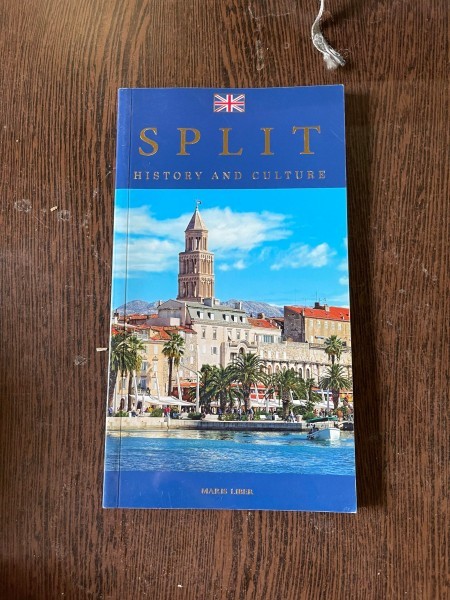 SPLIT
HISTORY AND CULTURE
MARIS LIBER